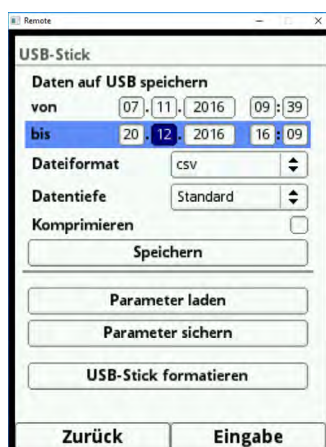 Remote
USB-Stick
Daten auf USB speichern
von 07. 11. 2016 09:39
bis 20. 12. 2016 16:09
Dateiformat csv
Datentiefe Standard
Komprimieren
Speichern
Parameter laden
Parameter sichern
USB-Stick formatieren
Zurück Eingabe